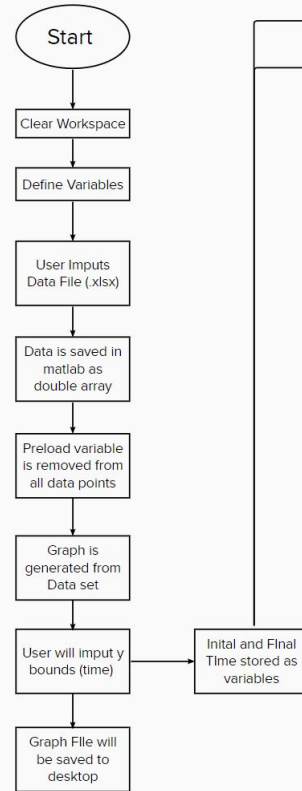 Start
Clear Workspace
Define Variables
User Imputs
Data File (.xlsx)
Data is saved in
matlab as
double array
Preload variable
is removed from
all data points
Graph is
generated from
Data set
User will imput y
bounds (time)
Inital and FInal
TIme stored as
variables
Graph FIle will
be saved to
desktop